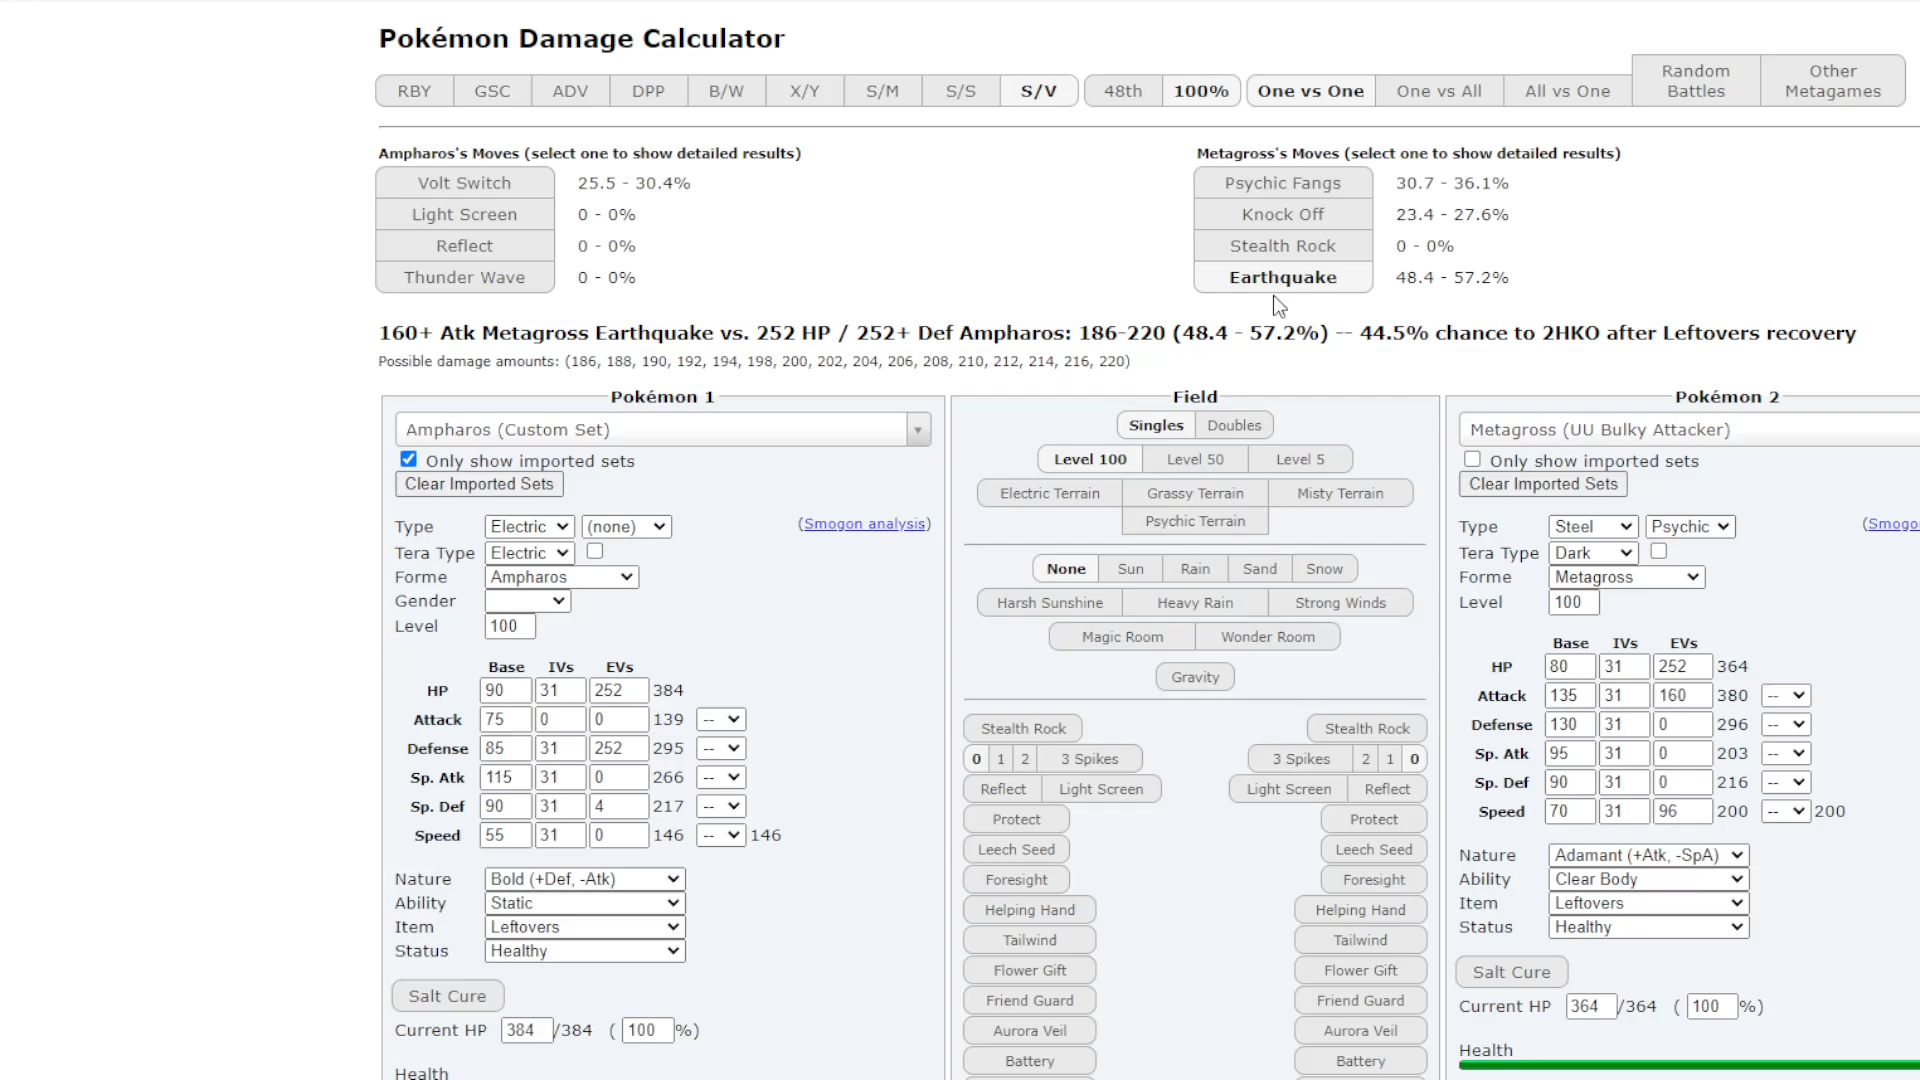 Pokémon Damage Calculator
RBY GSC ADV DPP B/W X/Y S/M S/S S/V 48th 100% One vs One One vs All All vs One Random Battles Other Metagames
Ampharos's Moves (select one to show detailed results)
Volt Switch 25.5 - 30.4%
Light Screen 0 - 0%
Reflect 0 - 0%
Thunder Wave 0 - 0%
Metagross's Moves (select one to show detailed results)
Psychic Fangs 30.7 - 36.1%
Knock Off 23.4 - 27.6%
Stealth Rock 0 - 0%
Earthquake 48.4 - 57.2%
160+ Atk Metagross Earthquake vs. 252 HP / 252+ Def Ampharos: 186-220 (48.4 - 57.2%) -- 44.5% chance to 2HKO after Leftovers recovery
Possible damage amounts: (186, 188, 190, 192, 194, 198, 200, 202, 204, 206, 208, 210, 212, 214, 216, 220)
Pokémon 1
Ampharos (Custom Set)
Only show imported sets
Clear Imported Sets
Type Electric (none) (Smogon analysis)
Tera Type Electric
Forme Ampharos
Gender
Level 100
Base IVs EVs
HP 90 31 252 384
Attack 75 0 0 139 --
Defense 85 31 252 295 --
Sp. Atk 115 31 0 266 --
Sp. Def 90 31 4 217 --
Speed 55 31 0 146 -- 146
Nature Bold (+Def, -Atk)
Ability Static
Item Leftovers
Status Healthy
Salt Cure
Current HP 384 /384 ( 100 %)
Health
Field
Singles Doubles
Level 100 Level 50 Level 5
Electric Terrain Grassy Terrain Misty Terrain
Psychic Terrain
None Sun Rain Sand Snow
Harsh Sunshine Heavy Rain Strong Winds
Magic Room Wonder Room
Gravity
Stealth Rock Stealth Rock
0 1 2 3 Spikes 3 Spikes 2 1 0
Reflect Light Screen Light Screen Reflect
Protect Protect
Leech Seed Leech Seed
Foresight Foresight
Helping Hand Helping Hand
Tailwind Tailwind
Flower Gift Flower Gift
Friend Guard Friend Guard
Aurora Veil Aurora Veil
Battery Battery
Pokémon 2
Metagross (UU Bulky Attacker)
Only show imported sets
Clear Imported Sets
Type Steel Psychic (Smogo
Tera Type Dark
Forme Metagross
Level 100
Base IVs EVs
HP 80 31 252 364
Attack 135 31 160 380 --
Defense 130 31 0 296 --
Sp. Atk 95 31 0 203 --
Sp. Def 90 31 0 216 --
Speed 70 31 96 200 -- 200
Nature Adamant (+Atk, -SpA)
Ability Clear Body
Item Leftovers
Status Healthy
Salt Cure
Current HP 364 /364 ( 100 %)
Health